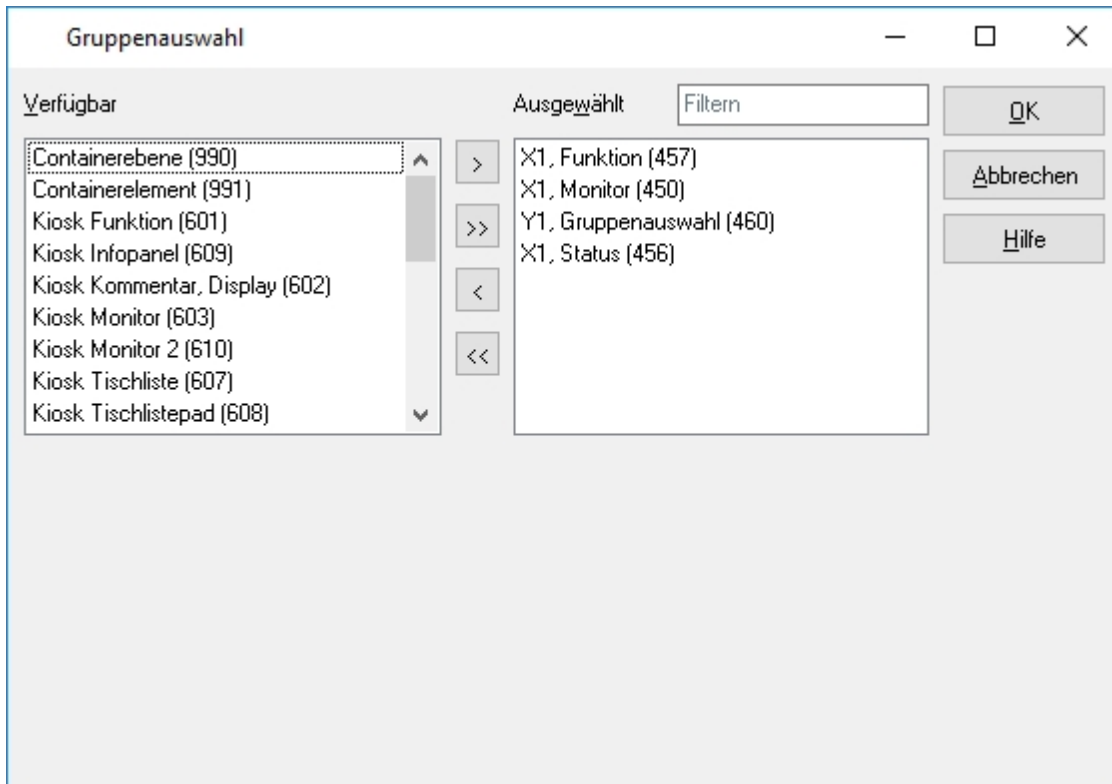 Gruppenauswahl
Verfügbar
Ausgewählt
Filtern
OK
Abbrechen
Hilfe
Containerebene (990)
Containerelement (991)
Kiosk Funktion (601)
Kiosk Infopanel (609)
Kiosk Kommentar, Display (602)
Kiosk Monitor (603)
Kiosk Monitor 2 (610)
Kiosk Tischliste (607)
Kiosk Tischlistepad (608)
>
>>
<
<<
X1, Funktion (457)
X1, Monitor (450)
Y1, Gruppenauswahl (460)
X1, Status (456)